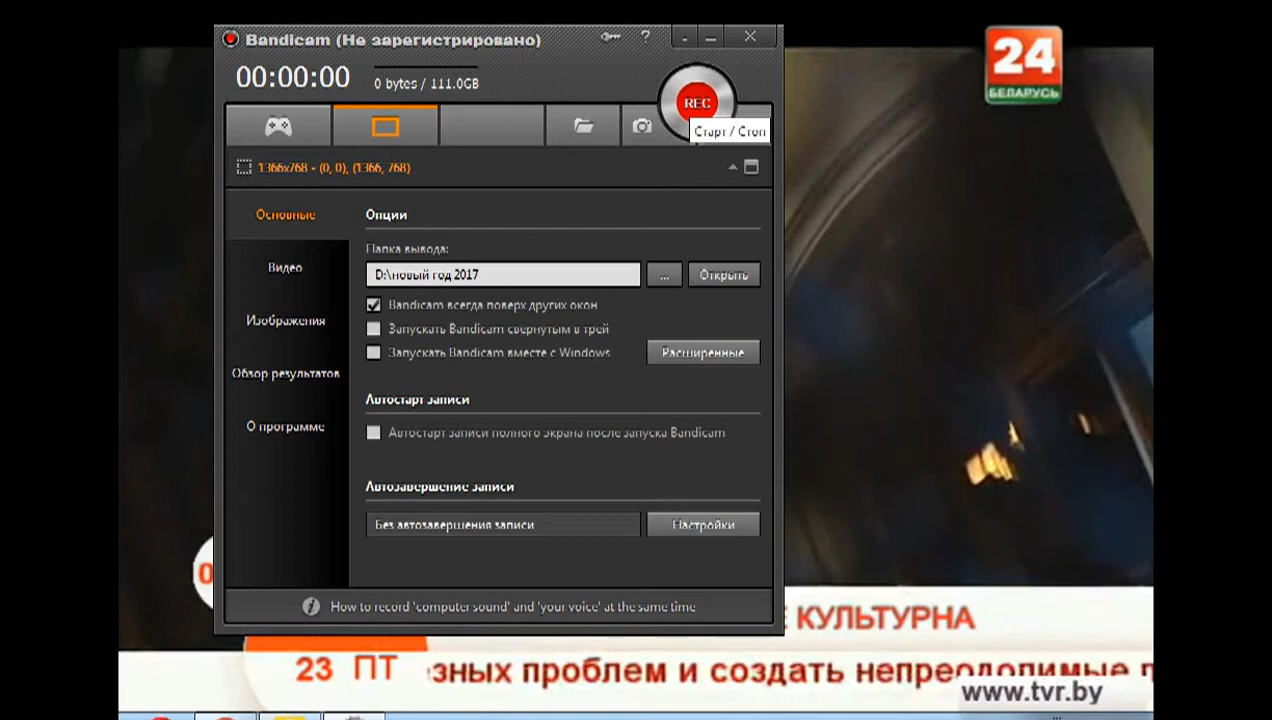 Bandicam (Не зарегистрировано)
?
24
БЕЛАРУСЬ
00:00:00
0 bytes / 111.0GB
REC
Старт / Стоп
1366x768 - (0, 0), (1366, 768)
Основные
Опции
Папка вывода:
Видео
D:\новый год 2017
...
Открыть
Bandicam всегда поверх других окон
Изображения
Запускать Bandicam свернутым в трей
Запускать Bandicam вместе с Windows
Расширенные
Обзор результатов
Автостарт записи
О программе
Автостарт записи полного экрана после запуска Bandicam
Автозавершение записи
Без автозавершения записи
Настройки
0
How to record 'computer sound' and 'your voice' at the same time
КУЛЬТУРНА
23 ПТ
зных проблем и создать непреодолимые
www.tvr.by